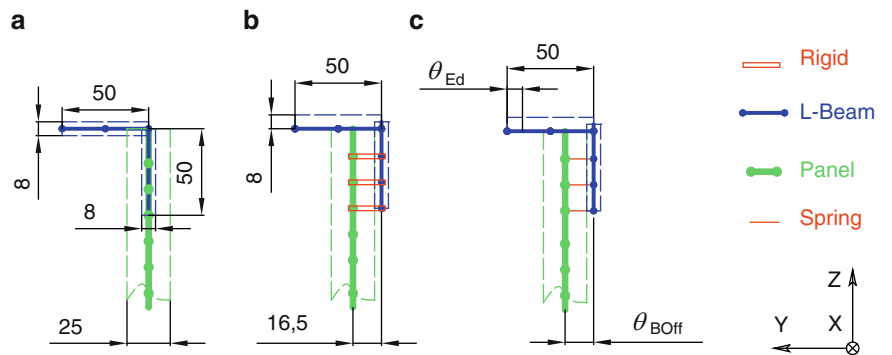 a
b
c
50
50
50
θEd
Rigid
L-Beam
8
50
8
8
Panel
Spring
25
16,5
θBOff
Z
Y
X